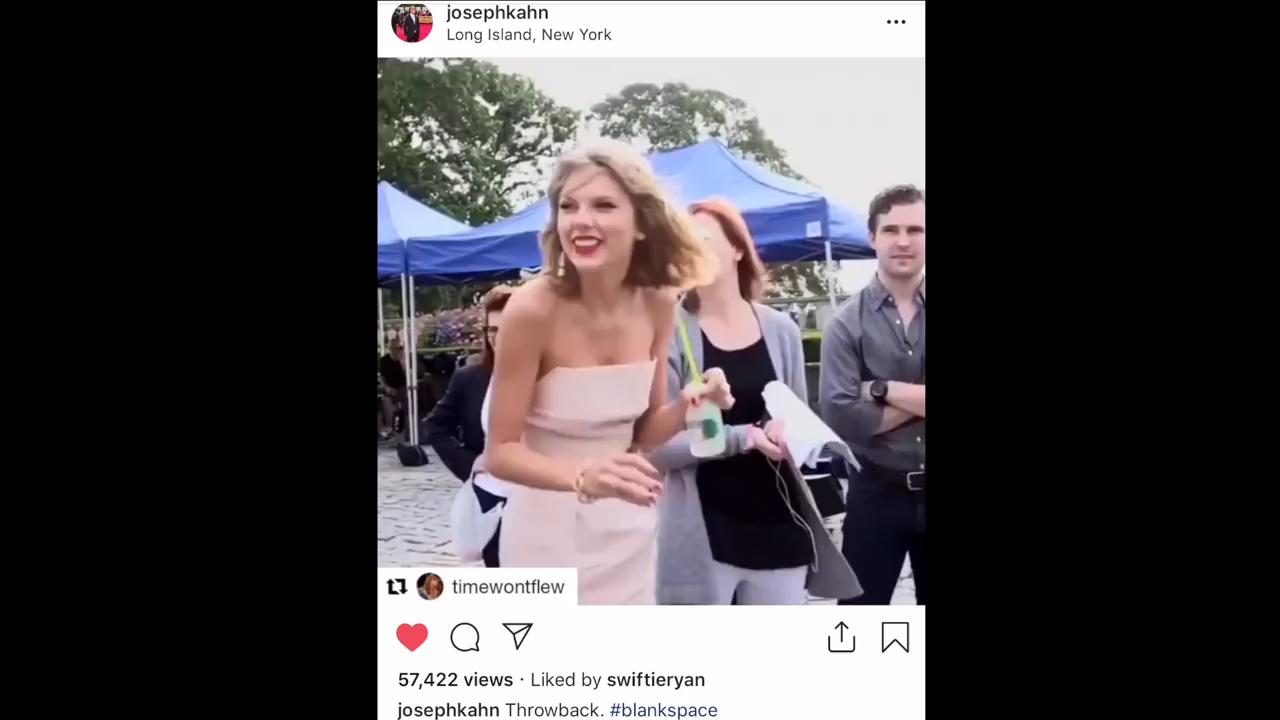 josephkahn
Long Island, New York
timewontflew
57,422 views · Liked by swiftieryan
josephkahn Throwback. #blankspace